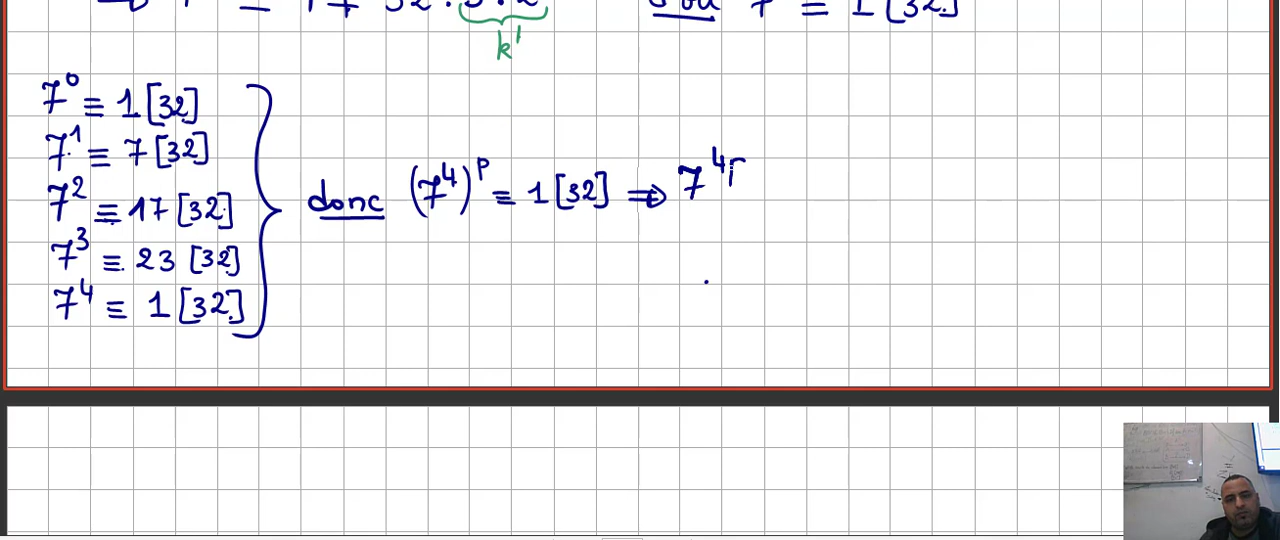 k'
7⁰ ≡ 1 [32]
7¹ ≡ 7 [32]
7² ≡ 17 [32]
7³ ≡ 23 [32]
7⁴ ≡ 1 [32]
donc (7⁴)ᵖ ≡ 1 [32] ⇒ 7⁴